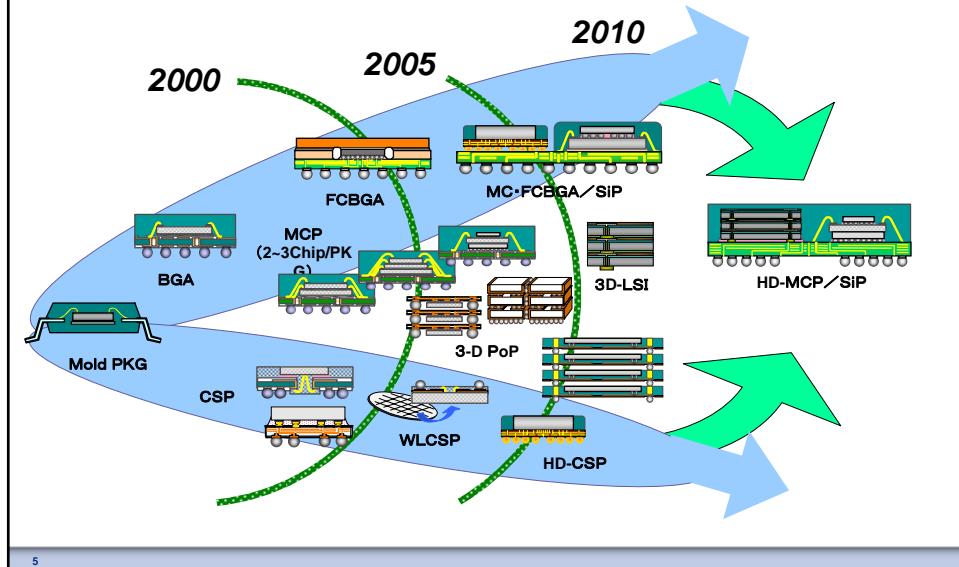 2010
2005
2000
FCBGA
MC・FCBGA／SiP
MCP
(2~3Chip/PK
G)
BGA
3D-LSI
HD-MCP／SiP
3-D PoP
Mold PKG
CSP
WLCSP
HD-CSP
5